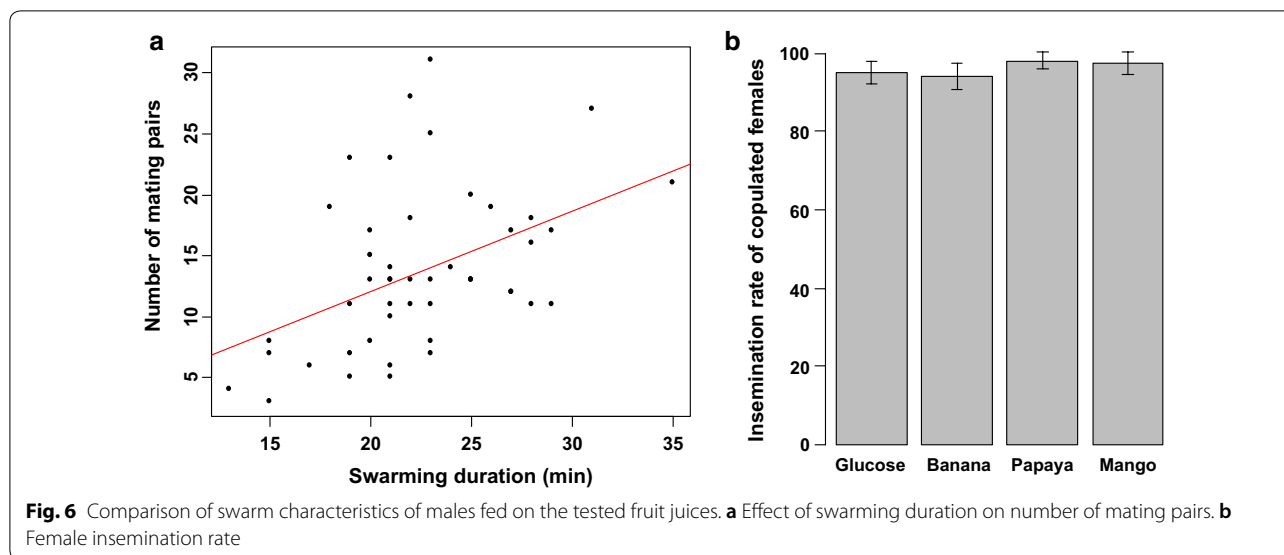 a
Number of mating pairs
30
25
20
15
10
5
15 20 25 30 35
Swarming duration (min)
b
Insemination rate of copulated females
100
80
60
40
20
0
Glucose Banana Papaya Mango
Fig. 6 Comparison of swarm characteristics of males fed on the tested fruit juices. a Effect of swarming duration on number of mating pairs. b
Female insemination rate